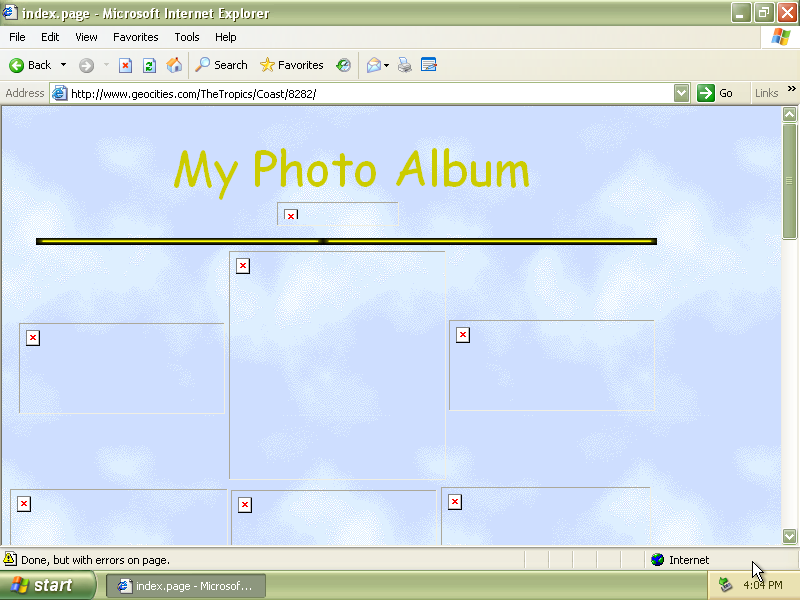 index.page - Microsoft Internet Explorer
File Edit View Favorites Tools Help
Back Search Favorites
Address http://www.geocities.com/TheTropics/Coast/8282/ Go Links »
My Photo Album
Done, but with errors on page. Internet
start index.page - Microsof... 4:04 PM